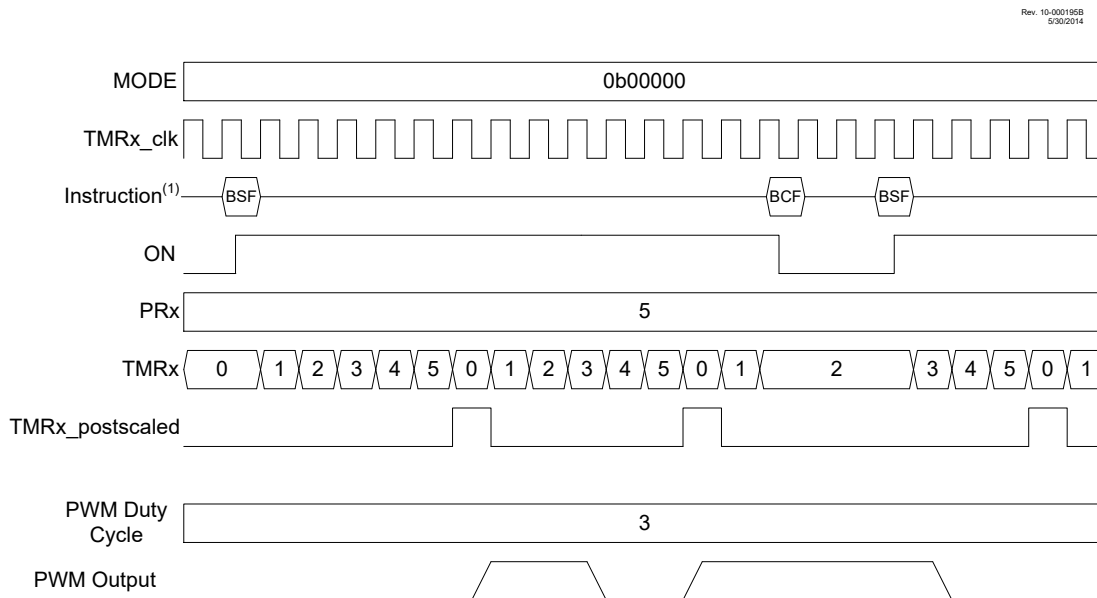 Rev. 10-000195B
5/30/2014
MODE 0b00000
TMRx_clk
Instruction(1) BSF BCF BSF
ON
PRx 5
TMRx 0 1 2 3 4 5 0 1 2 3 4 5 0 1 2 3 4 5 0 1
TMRx_postscaled
PWM Duty
Cycle 3
PWM Output